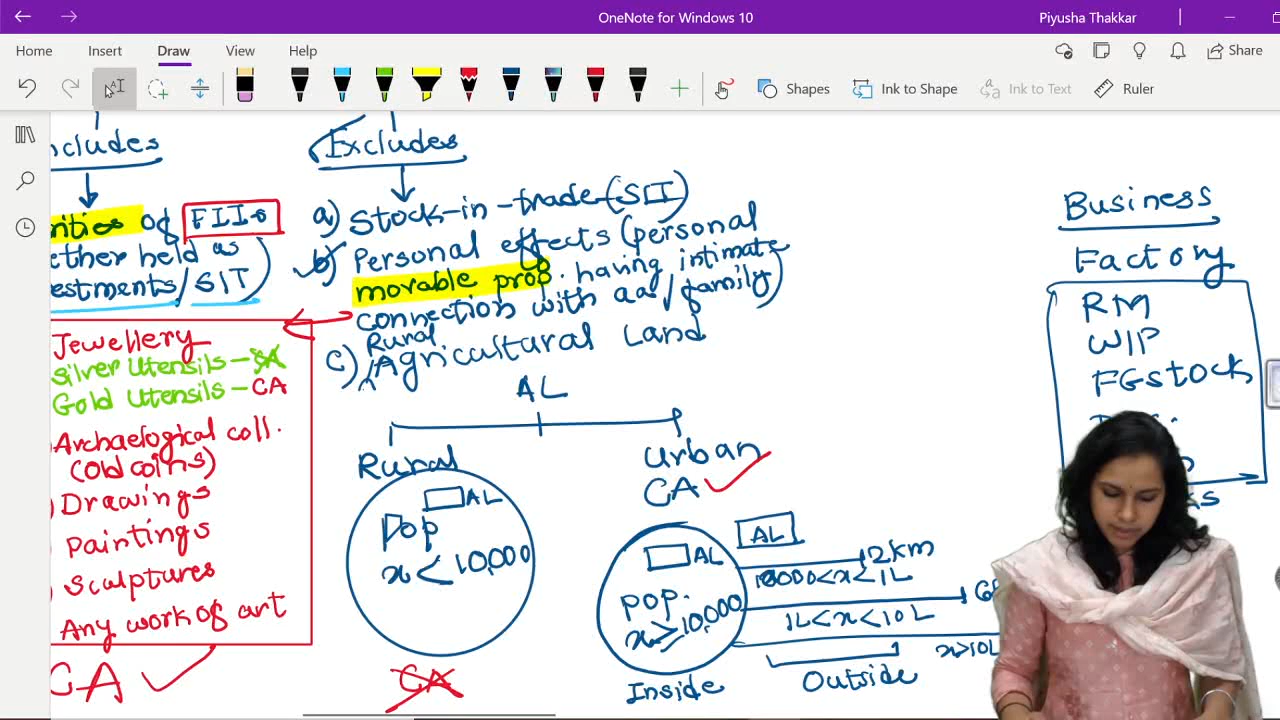 OneNote for Windows 10
Piyusha Thakkar
Home
Insert
Draw
View
Help
Share
Shapes
Ink to Shape
Ink to Text
Ruler
ncludes
rities of FIIs
ether held as
estments/SIT)
Jewellery
Silver Utensils - CA
Gold Utensils - CA
Archaelogical coll.
(old coins)
Drawings
Paintings
Sculptures
Any work of art
CA
Excludes
a) Stock-in-trade (SIT)
b) Personal effects (personal
movable prop. having intimate
connection with aa/family)
Rural
c) Agricultural Land
AL
Rural
AL
Pop
x < 10,000
CA
Urban
CA
AL
pop.
x ≥ 10,000
Inside
AL
2km
10000<x<1L
1L<x<10L
x>10L
Outside
Business
Factory
RM
WIP
FG stock